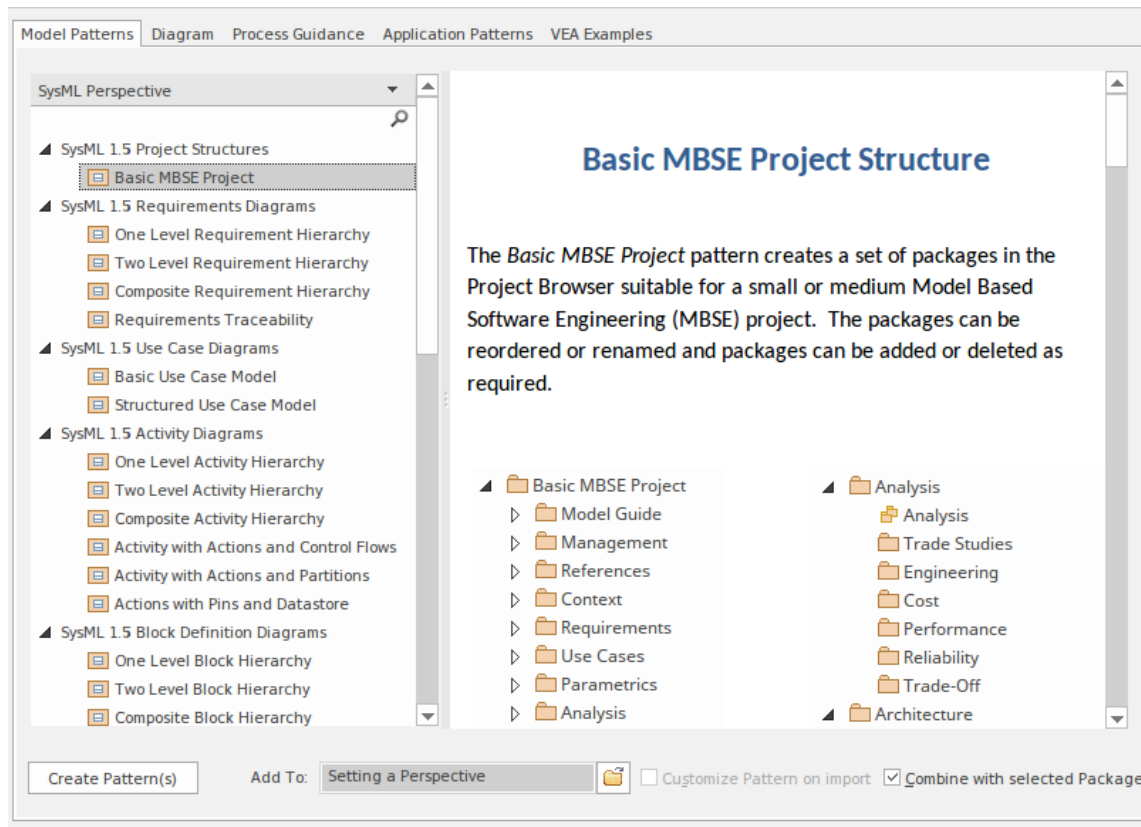 Model Patterns Diagram Process Guidance Application Patterns VEA Examples
SysML Perspective
SysML 1.5 Project Structures
Basic MBSE Project
SysML 1.5 Requirements Diagrams
One Level Requirement Hierarchy
Two Level Requirement Hierarchy
Composite Requirement Hierarchy
Requirements Traceability
SysML 1.5 Use Case Diagrams
Basic Use Case Model
Structured Use Case Model
SysML 1.5 Activity Diagrams
One Level Activity Hierarchy
Two Level Activity Hierarchy
Composite Activity Hierarchy
Activity with Actions and Control Flows
Activity with Actions and Partitions
Actions with Pins and Datastore
SysML 1.5 Block Definition Diagrams
One Level Block Hierarchy
Two Level Block Hierarchy
Composite Block Hierarchy
Basic MBSE Project Structure
The Basic MBSE Project pattern creates a set of packages in the
Project Browser suitable for a small or medium Model Based
Software Engineering (MBSE) project. The packages can be
reordered or renamed and packages can be added or deleted as
required.
Basic MBSE Project
Model Guide
Management
References
Context
Requirements
Use Cases
Parametrics
Analysis
Analysis
Analysis
Trade Studies
Engineering
Cost
Performance
Reliability
Trade-Off
Architecture
Create Pattern(s) Add To: Setting a Perspective Customize Pattern on import Combine with selected Package